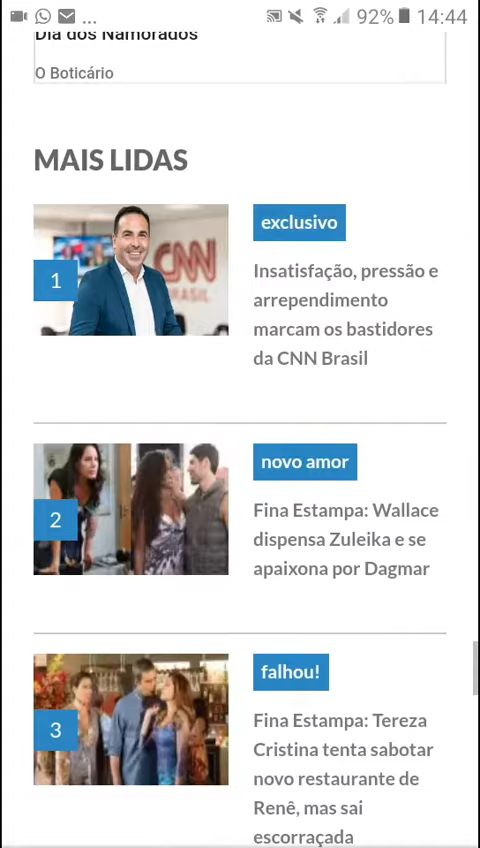 ... 92% 14:44
Dia dos Namorados
O Boticário
MAIS LIDAS
1
CNN
BRASIL
exclusivo
Insatisfação, pressão e
arrependimento
marcam os bastidores
da CNN Brasil
2
novo amor
Fina Estampa: Wallace
dispensa Zuleika e se
apaixona por Dagmar
3
falhou!
Fina Estampa: Tereza
Cristina tenta sabotar
novo restaurante de
Renê, mas sai
escorraçada